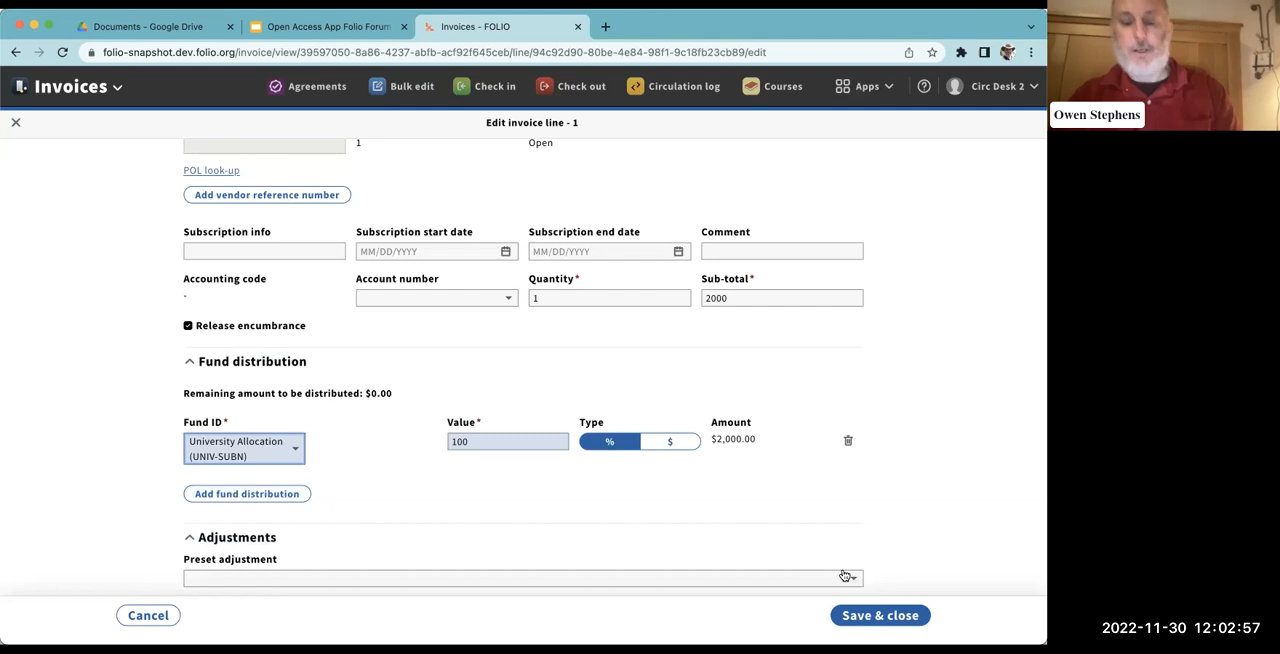 Documents - Google Drive
Open Access App Folio Forum
Invoices - FOLIO
folio-snapshot.dev.folio.org/invoice/view/39597050-8a86-4237-abfb-acf92f645ceb/line/94c92d90-80be-4e84-98f1-9c18fb23cb89/edit
Invoices
Agreements
Bulk edit
Check in
Check out
Circulation log
Courses
Apps
Circ Desk 2
Owen Stephens
Edit invoice line - 1
1
Open
POL look-up
Add vendor reference number
Subscription info
Subscription start date
Subscription end date
Comment
MM/DD/YYYY
MM/DD/YYYY
Accounting code
Account number
Quantity*
Sub-total*
-
1
2000
Release encumbrance
Fund distribution
Remaining amount to be distributed: $0.00
Fund ID*
Value*
Type
Amount
University Allocation
(UNIV-SUBN)
100
%
$
$2,000.00
Add fund distribution
Adjustments
Preset adjustment
Cancel
Save & close
2022-11-30 12:02:57